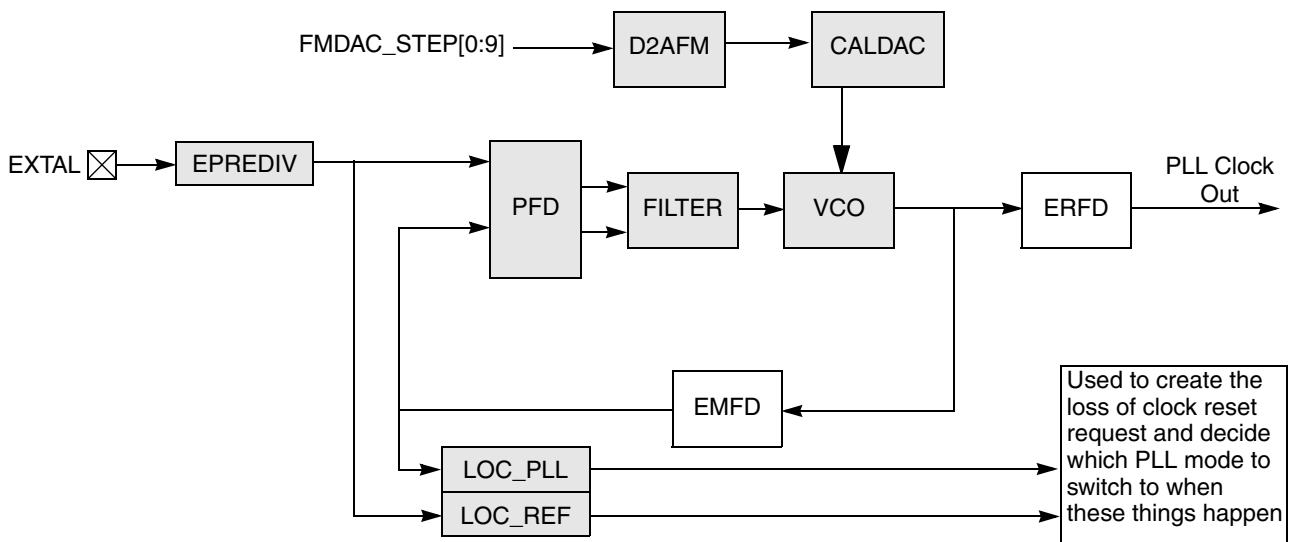 FMDAC_STEP[0:9]
D2AFM
CALDAC
EXTAL
EPREDIV
PFD
FILTER
VCO
ERFD
PLL Clock
Out
EMFD
LOC_PLL
LOC_REF
Used to create the
loss of clock reset
request and decide
which PLL mode to
switch to when
these things happen